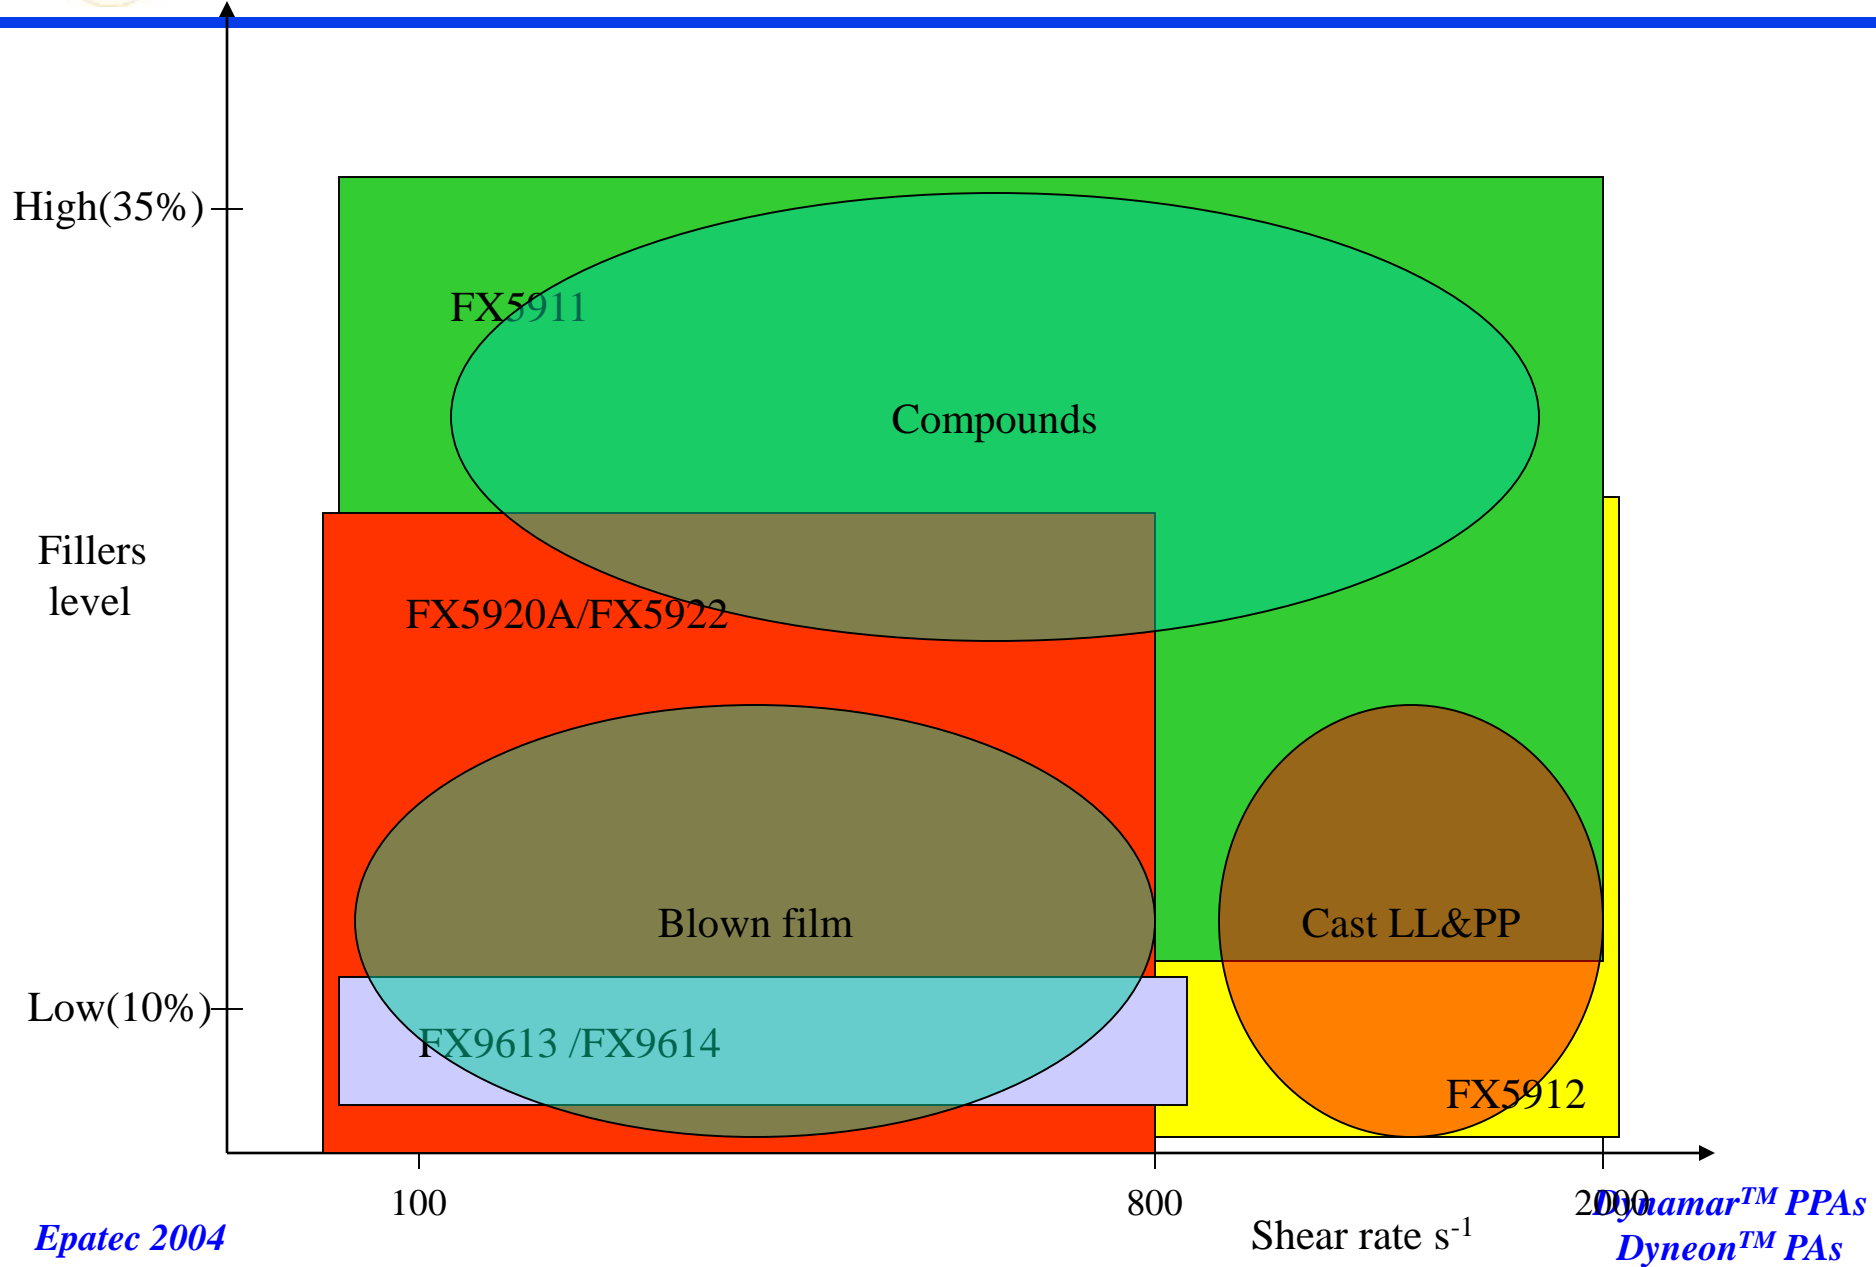 High(35%)
FX5911
Compounds
Fillers
level
FX5920A/FX5922
Blown film
Cast LL&PP
Low(10%)
FX9613 /FX9614
FX5912
100
800
2000
Shear rate s-1
Epatec 2004
Dynamar™ PPAs
Dyneon™ PAs